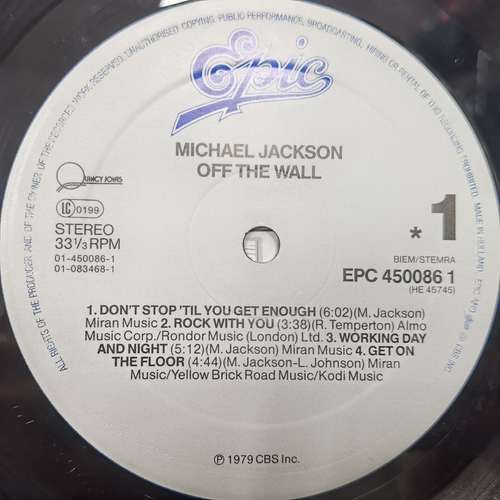 Epic
MICHAEL JACKSON
OFF THE WALL
QUINCY JONES
LC 0199
STEREO
33⅓ RPM
01-450086-1
01-083468-1
* 1
BIEM/STEMRA
EPC 450086 1
(HE 45745)
1. DON'T STOP 'TIL YOU GET ENOUGH (6:02)(M. Jackson)
Miran Music 2. ROCK WITH YOU (3:38)(R. Temperton) Almo
Music Corp./Rondor Music (London) Ltd. 3. WORKING DAY
AND NIGHT (5:12)(M. Jackson) Miran Music 4. GET ON
THE FLOOR (4:44)(M. Jackson-L. Johnson) Miran
Music/Yellow Brick Road Music/Kodi Music
℗ 1979 CBS Inc.
ALL RIGHTS OF THE PRODUCER AND OF THE OWNER OF THE RECORDED WORK RESERVED. UNAUTHORISED COPYING, PUBLIC PERFORMANCE, BROADCASTING, HIRING OR RENTAL OF THIS RECORDING PROHIBITED. MADE IN HOLLAND.